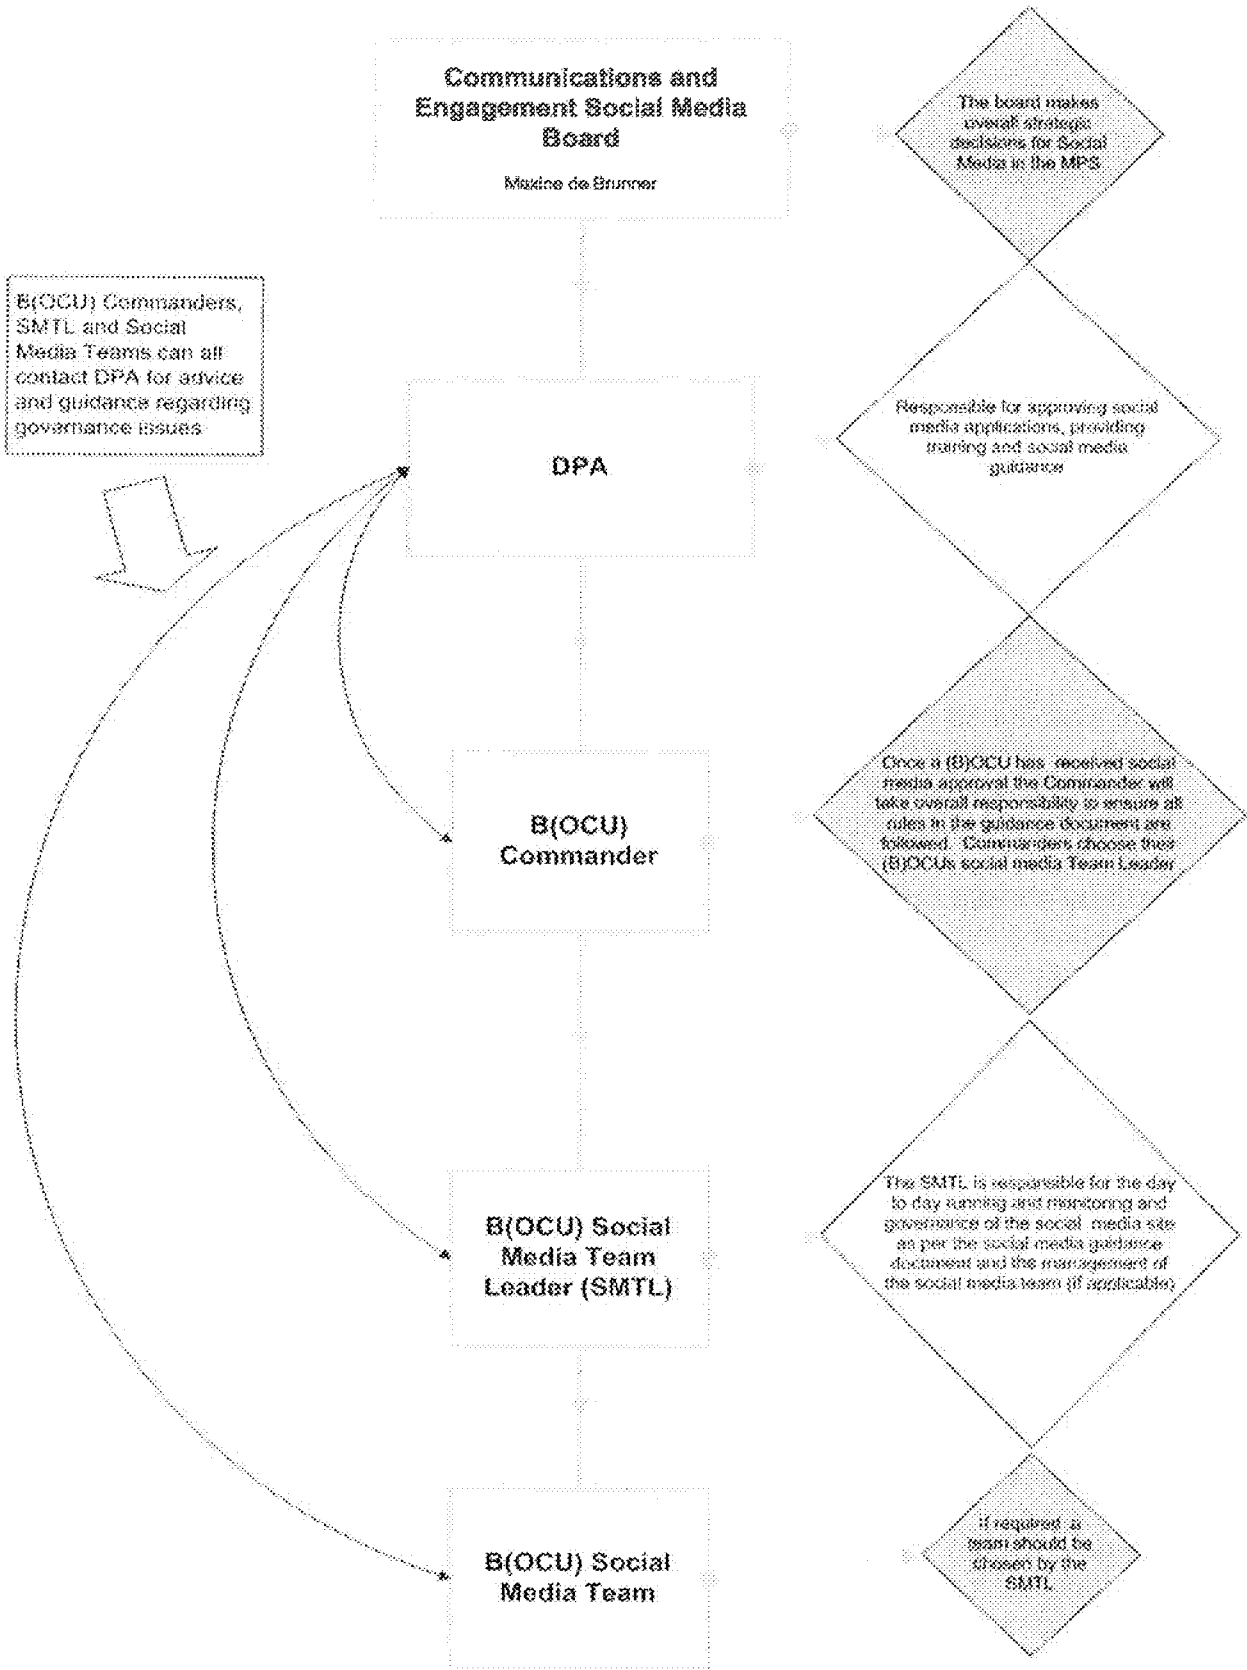 Communications and
Engagement Social Media
Board
Maxine de Brunner
The board makes
overall strategic
decisions for Social
Media in the MPS
B(OCU) Commanders,
SMTL and Social
Media Teams can all
contact DPA for advice
and guidance regarding
governance issues
DPA
Responsible for approving social
media applications, providing
training and social media
guidance
B(OCU)
Commander
Once a (B)OCU has received social
media approval the Commander will
take overall responsibility to ensure all
rules in the guidance document are
followed. Commanders choose their
(B)OCUs social media Team Leader
B(OCU) Social
Media Team
Leader (SMTL)
The SMTL is responsible for the day
to day running and monitoring and
governance of the social media site
as per the social media guidance
document and the management of
the social media team (if applicable)
B(OCU) Social
Media Team
If required a
team should be
chosen by the
SMTL